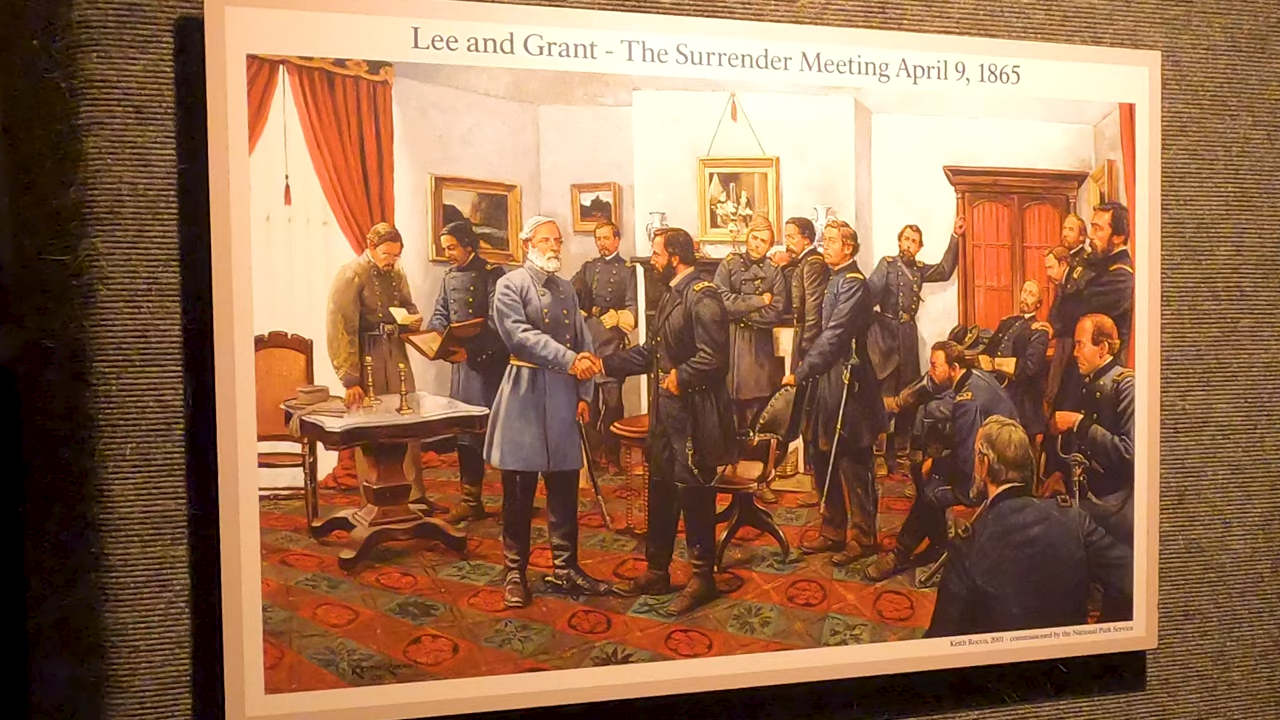 Lee and Grant - The Surrender Meeting April 9, 1865
Keith Rocco, 2001 - commissioned by the National Park Service